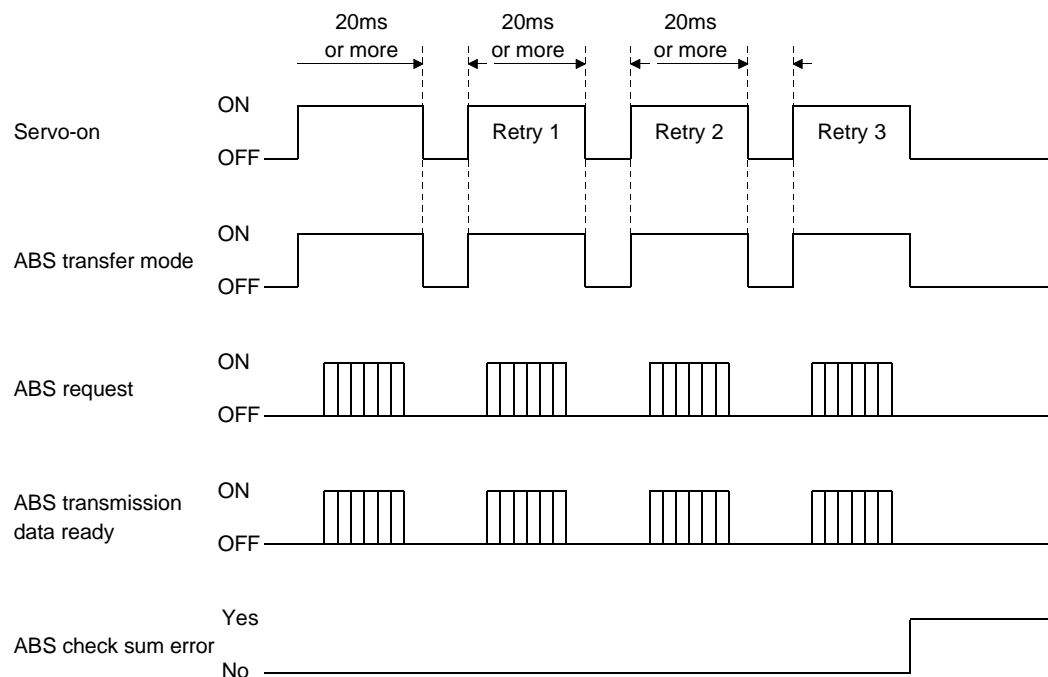 20ms
or more
20ms
or more
20ms
or more
Servo-on
ON
OFF
Retry 1
Retry 2
Retry 3
ABS transfer mode
ON
OFF
ABS request
ON
OFF
ABS transmission
data ready
ON
OFF
ABS check sum error
Yes
No